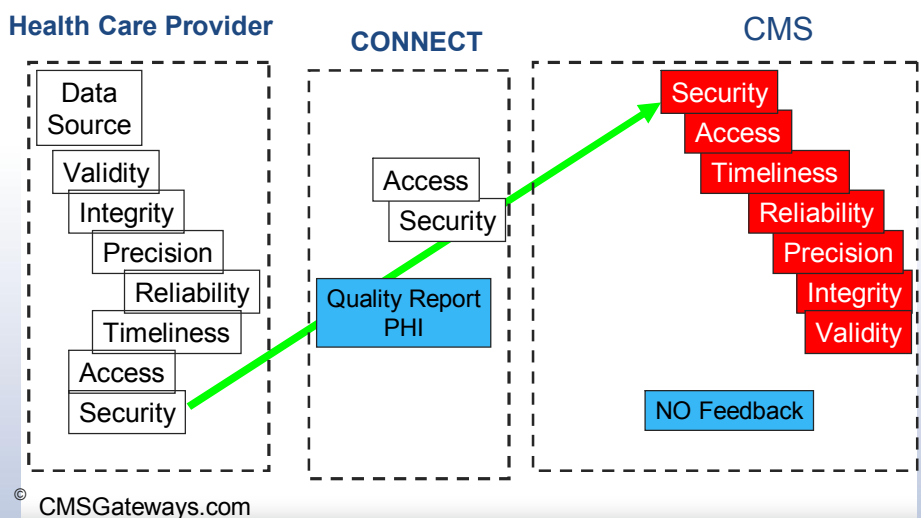 Health Care Provider
CONNECT
CMS
Data
Source
Validity
Integrity
Precision
Reliability
Timeliness
Access
Security
Access
Security
Quality Report
PHI
Security
Access
Timeliness
Reliability
Precision
Integrity
Validity
NO Feedback
©
CMSGateways.com